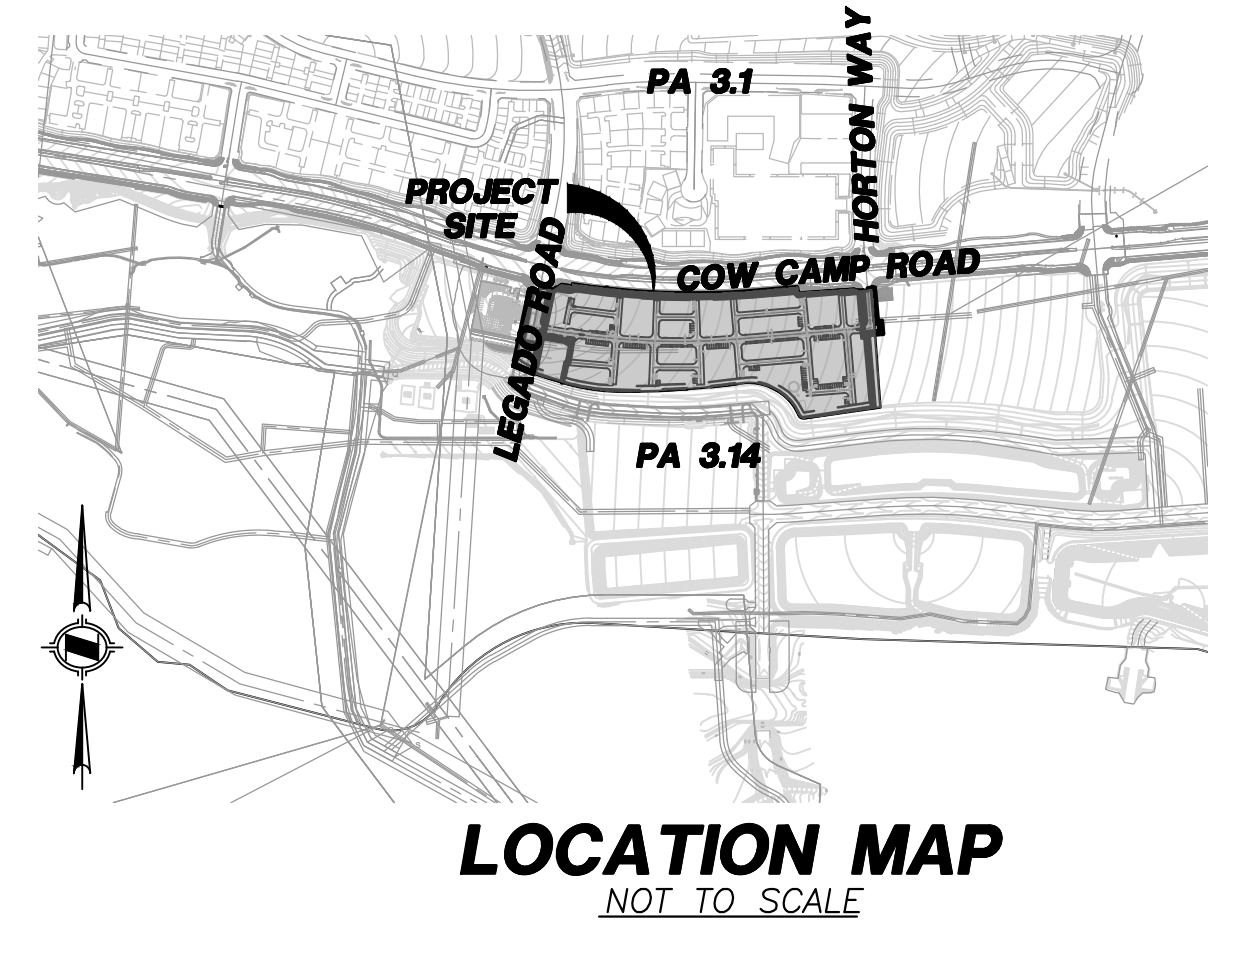 HORTON WAY
PA 3.1
PROJECT
SITE
LEGADO ROAD
COW CAMP ROAD
PA 3.14
LOCATION MAP
NOT TO SCALE